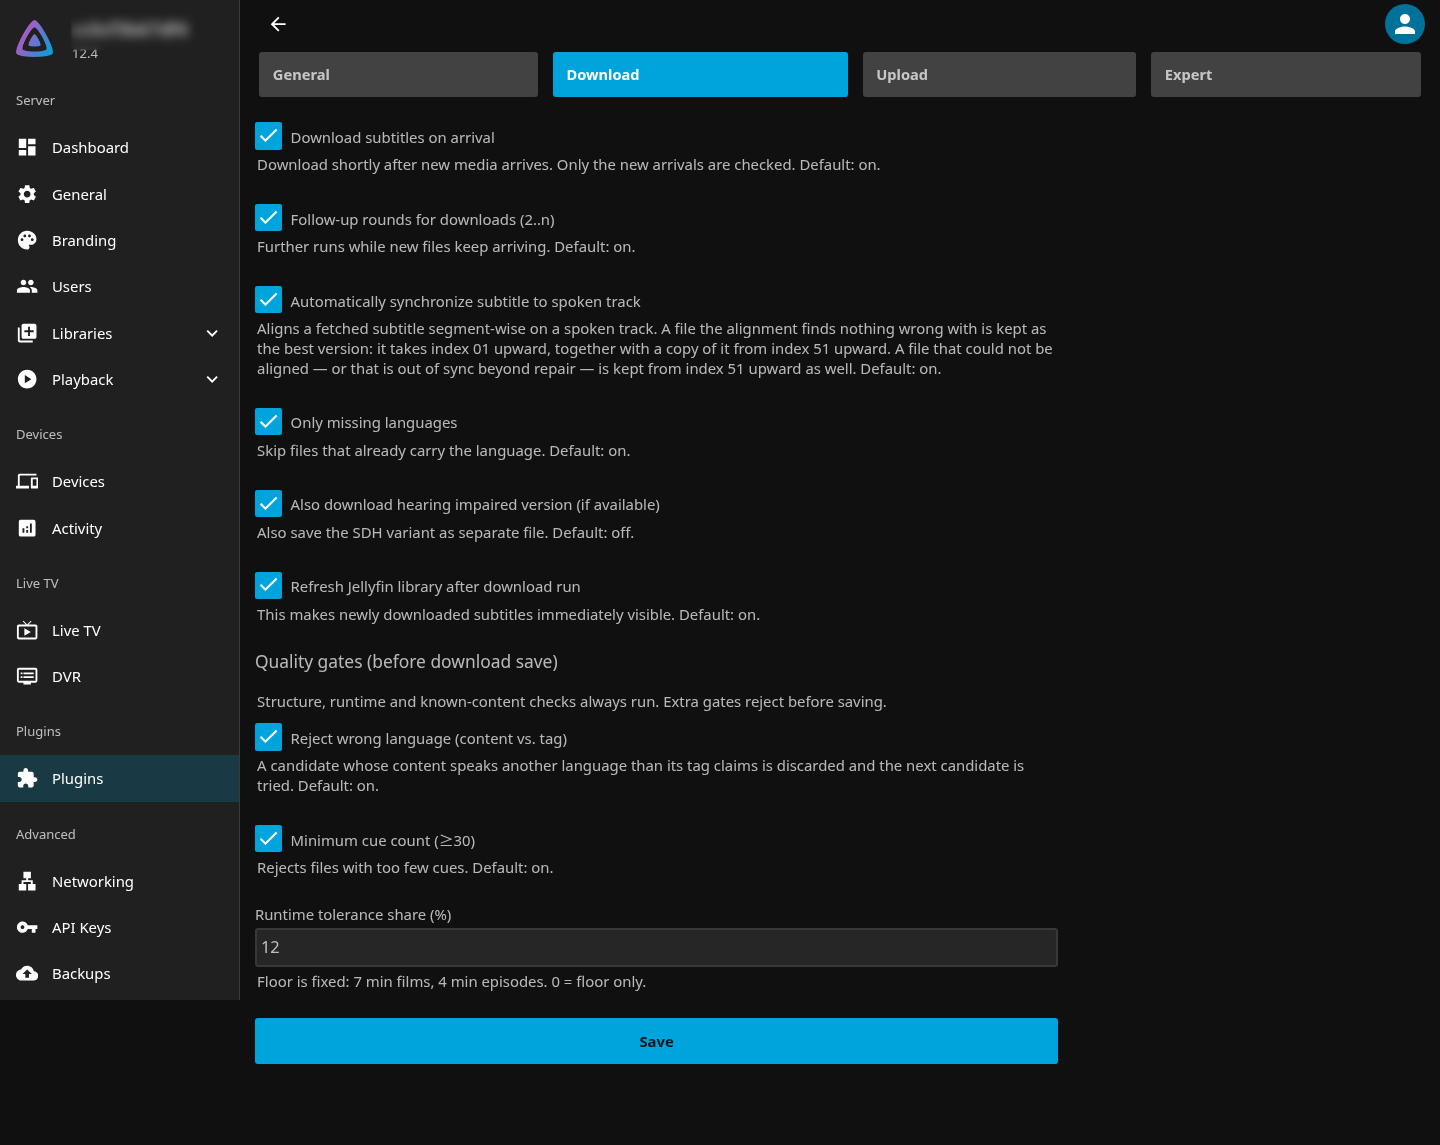 12.4
Server
Dashboard
General
Branding
Users
Libraries
Playback
Devices
Devices
Activity
Live TV
Live TV
DVR
Plugins
Plugins
Advanced
Networking
API Keys
Backups
General
Download
Upload
Expert
Download subtitles on arrival
Download shortly after new media arrives. Only the new arrivals are checked. Default: on.
Follow-up rounds for downloads (2..n)
Further runs while new files keep arriving. Default: on.
Automatically synchronize subtitle to spoken track
Aligns a fetched subtitle segment-wise on a spoken track. A file the alignment finds nothing wrong with is kept as
the best version: it takes index 01 upward, together with a copy of it from index 51 upward. A file that could not be
aligned — or that is out of sync beyond repair — is kept from index 51 upward as well. Default: on.
Only missing languages
Skip files that already carry the language. Default: on.
Also download hearing impaired version (if available)
Also save the SDH variant as separate file. Default: off.
Refresh Jellyfin library after download run
This makes newly downloaded subtitles immediately visible. Default: on.
Quality gates (before download save)
Structure, runtime and known-content checks always run. Extra gates reject before saving.
Reject wrong language (content vs. tag)
A candidate whose content speaks another language than its tag claims is discarded and the next candidate is
tried. Default: on.
Minimum cue count (≥30)
Rejects files with too few cues. Default: on.
Runtime tolerance share (%)
12
Floor is fixed: 7 min films, 4 min episodes. 0 = floor only.
Save